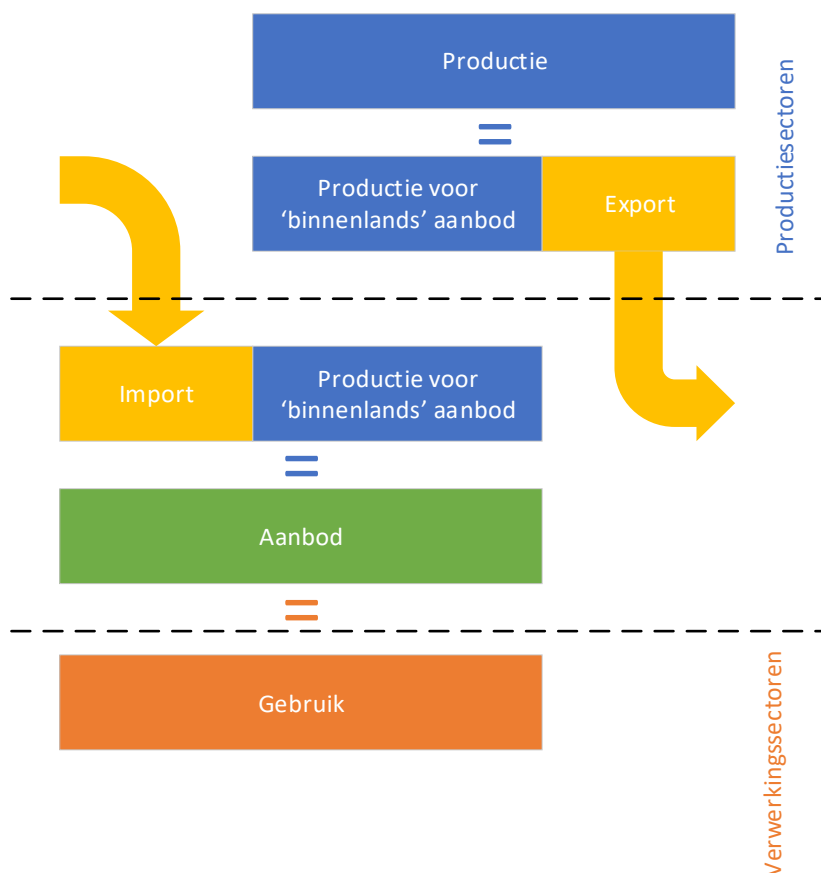 Productie
=
Productie voor
‘binnenlands’ aanbod
Export
Productiesectoren
Import
Productie voor
‘binnenlands’ aanbod
=
Aanbod
=
Gebruik
Verwerkingssectoren